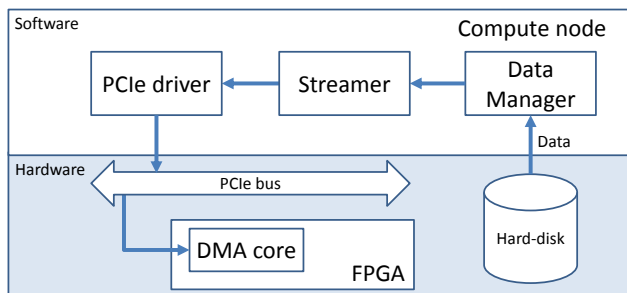 Software
Compute node
PCIe driver
Streamer
Data
Manager
Data
Hardware
PCIe bus
Hard-disk
DMA core
FPGA